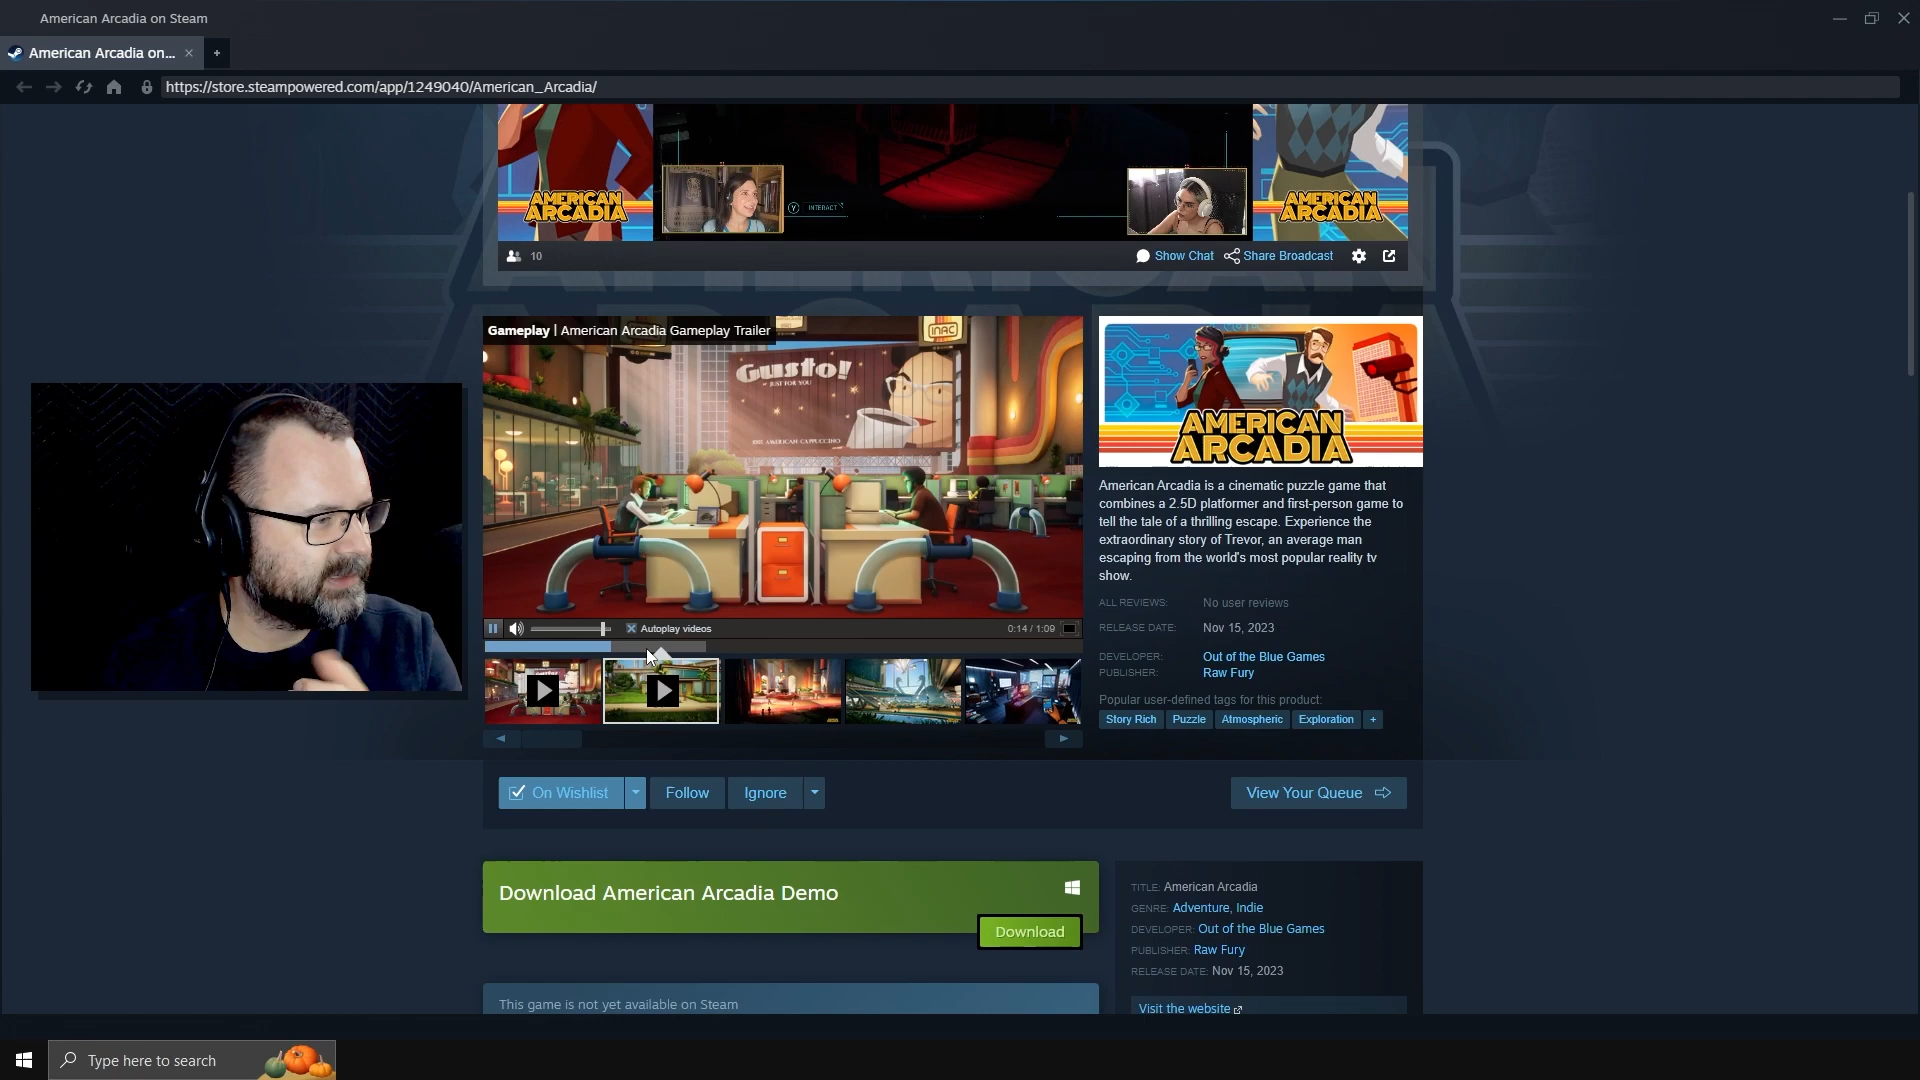 American Arcadia on Steam
American Arcadia on...
https://store.steampowered.com/app/1249040/American_Arcadia/
AMERICAN
ARCADIA
Y INTERACT
AMERICAN
ARCADIA
10
Show Chat
Share Broadcast
Gameplay | American Arcadia Gameplay Trailer
INAC
Gusto!
JUST FOR YOU
THE AMERICAN CAPPUCCINO
Autoplay videos
0:14 / 1:09
AMERICAN
ARCADIA
American Arcadia is a cinematic puzzle game that
combines a 2.5D platformer and first-person game to
tell the tale of a thrilling escape. Experience the
extraordinary story of Trevor, an average man
escaping from the world's most popular reality tv
show.
ALL REVIEWS: No user reviews
RELEASE DATE: Nov 15, 2023
DEVELOPER: Out of the Blue Games
PUBLISHER: Raw Fury
Popular user-defined tags for this product:
Story Rich Puzzle Atmospheric Exploration +
On Wishlist Follow Ignore View Your Queue
Download American Arcadia Demo
Download
This game is not yet available on Steam
TITLE: American Arcadia
GENRE: Adventure, Indie
DEVELOPER: Out of the Blue Games
PUBLISHER: Raw Fury
RELEASE DATE: Nov 15, 2023
Visit the website
Type here to search